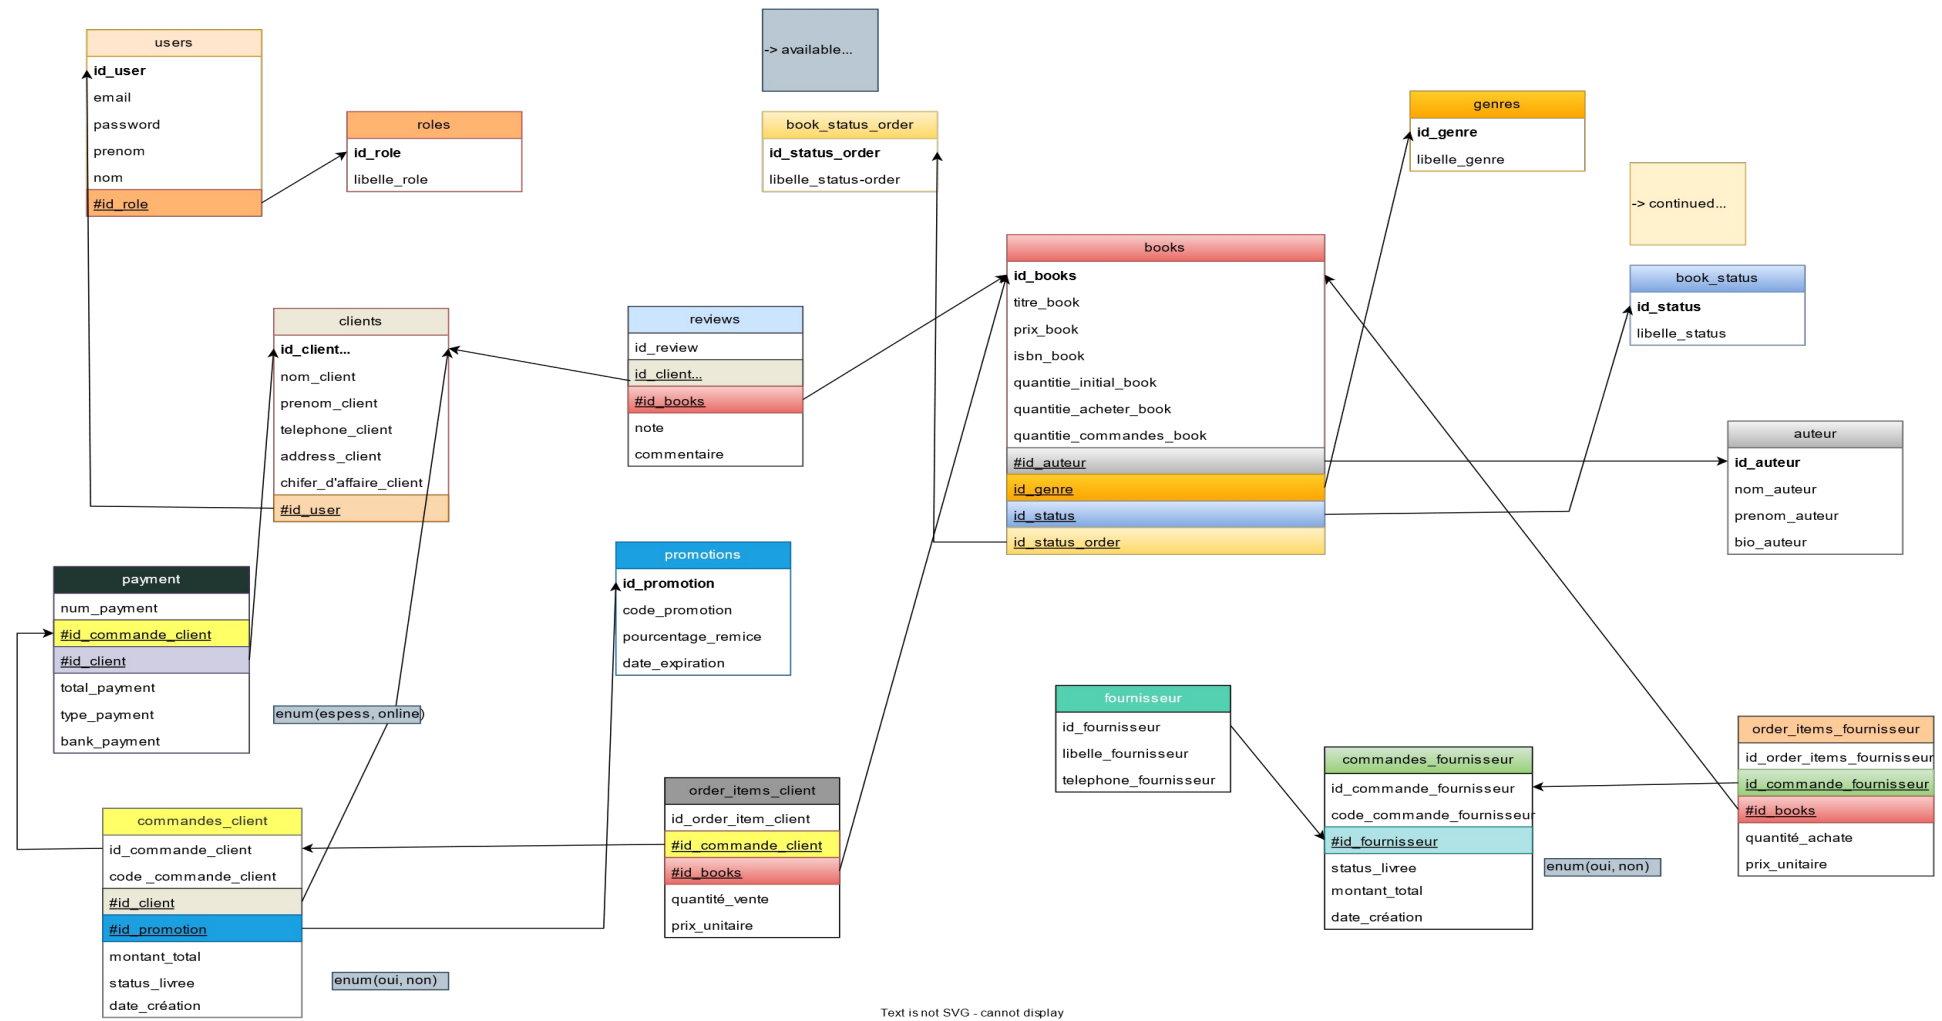 users
id_user
email
password
prenom
nom
#id_role
roles
id_role
libelle_role
-> available...
book_status_order
id_status_order
libelle_status-order
genres
id_genre
libelle_genre
-> continued...
book_status
id_status
libelle_status
books
id_books
titre_book
prix_book
isbn_book
quantitie_initial_book
quantitie_acheter_book
quantitie_commandes_book
#id_auteur
id_genre
id_status
id_status_order
auteur
id_auteur
nom_auteur
prenom_auteur
bio_auteur
clients
id_client...
nom_client
prenom_client
telephone_client
address_client
chifer_d'affaire_client
#id_user
reviews
id_review
id_client...
#id_books
note
commentaire
promotions
id_promotion
code_promotion
pourcentage_remice
date_expiration
payment
num_payment
#id_commande_client
#id_client
total_payment
type_payment
bank_payment
enum(espess, online)
commandes_client
id_commande_client
code_commande_client
#id_client
#id_promotion
montant_total
status_livree
date_création
enum(oui, non)
order_items_client
id_order_item_client
#id_commande_client
#id_books
quantité_vente
prix_unitaire
fournisseur
id_fournisseur
libelle_fournisseur
telephone_fournisseur
commandes_fournisseur
id_commande_fournisseur
code_commande_fournisseur
#id_fournisseur
status_livree
montant_total
date_création
enum(oui, non)
order_items_fournisseur
id_order_items_fournisseur
id_commande_fournisseur
#id_books
quantité_achate
prix_unitaire
Text is not SVG - cannot display